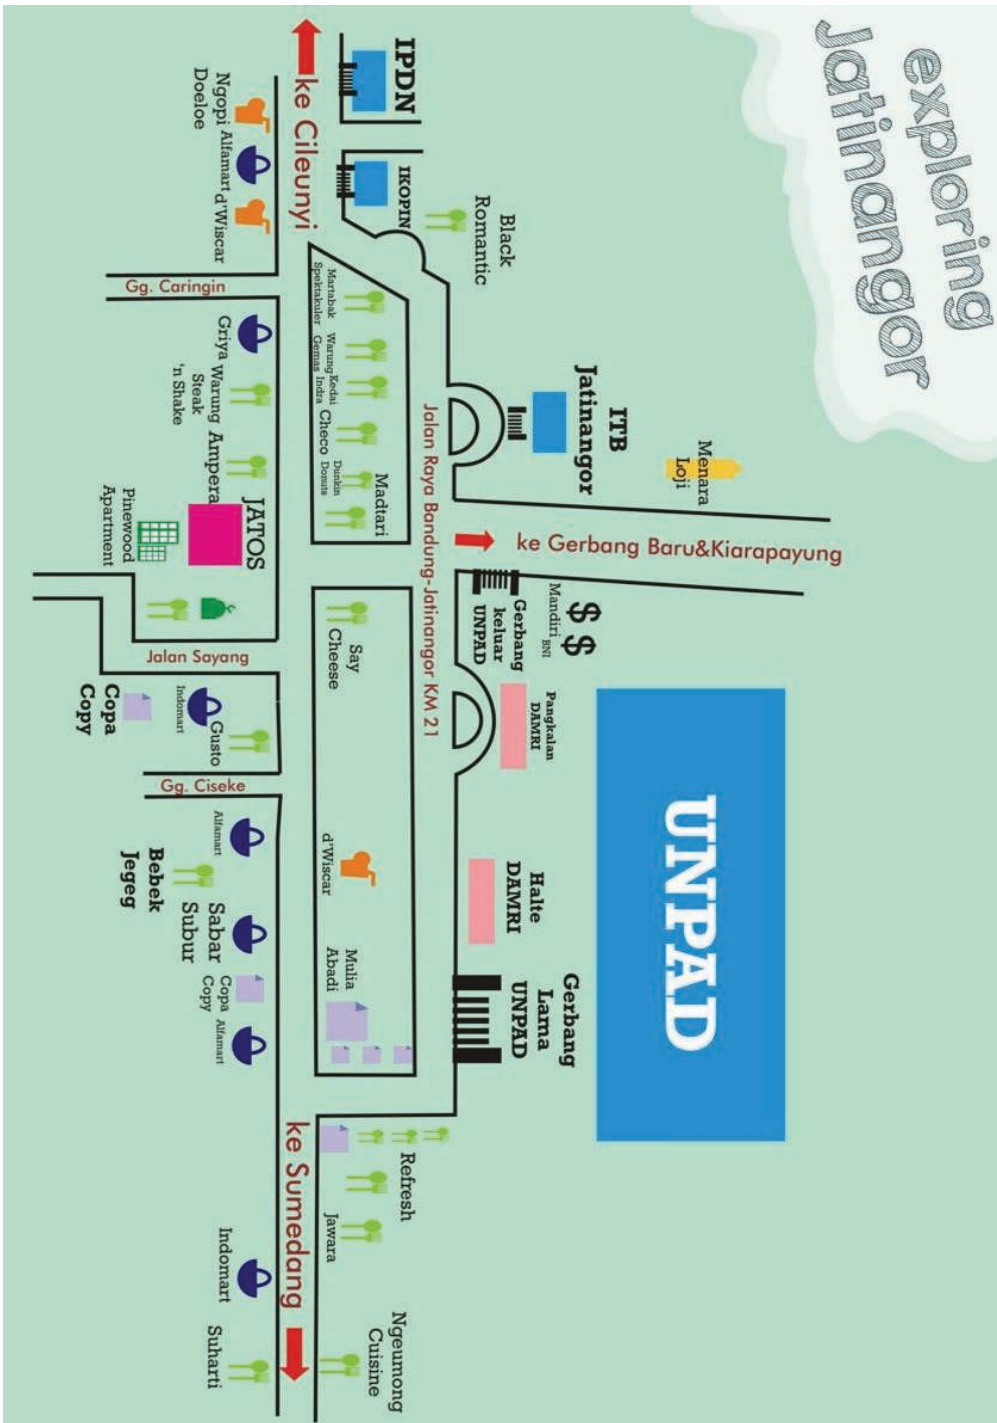 exploring
Jatinangor
IPDN
ke Cileunyi
Ngopi
Doeloe
Alfamart
d'Wiscar
IKOPIN
Black
Romantic
Gg. Caringin
Martabak
Spektakuler
Warung
Gemas
Kedai
Indra
Checo
Dunkin
Donuts
Madtari
Griya
Warung
Steak
'n Shake
Ampera
JATOS
Pinewood
Apartment
Jalan Raya Bandung-Jatinangor KM 21
ITB
Jatinangor
Menara
Loji
ke Gerbang Baru&Kiarapayung
$$
Mandiri
BNI
Gerbang
keluar
UNPAD
Pangkalan
DAMRI
UNPAD
Halte
DAMRI
Gerbang
Lama
UNPAD
Say
Cheese
d'Wiscar
Mulia
Abadi
Jalan Sayang
Copa
Copy
Indomart
Gusto
Gg. Ciseke
Alfamart
Bebek
Jegeg
Sabar
Subur
Copa
Copy
Alfamart
ke Sumedang
Refresh
Jawara
Indomart
Suharti
Ngeumong
Cuisine